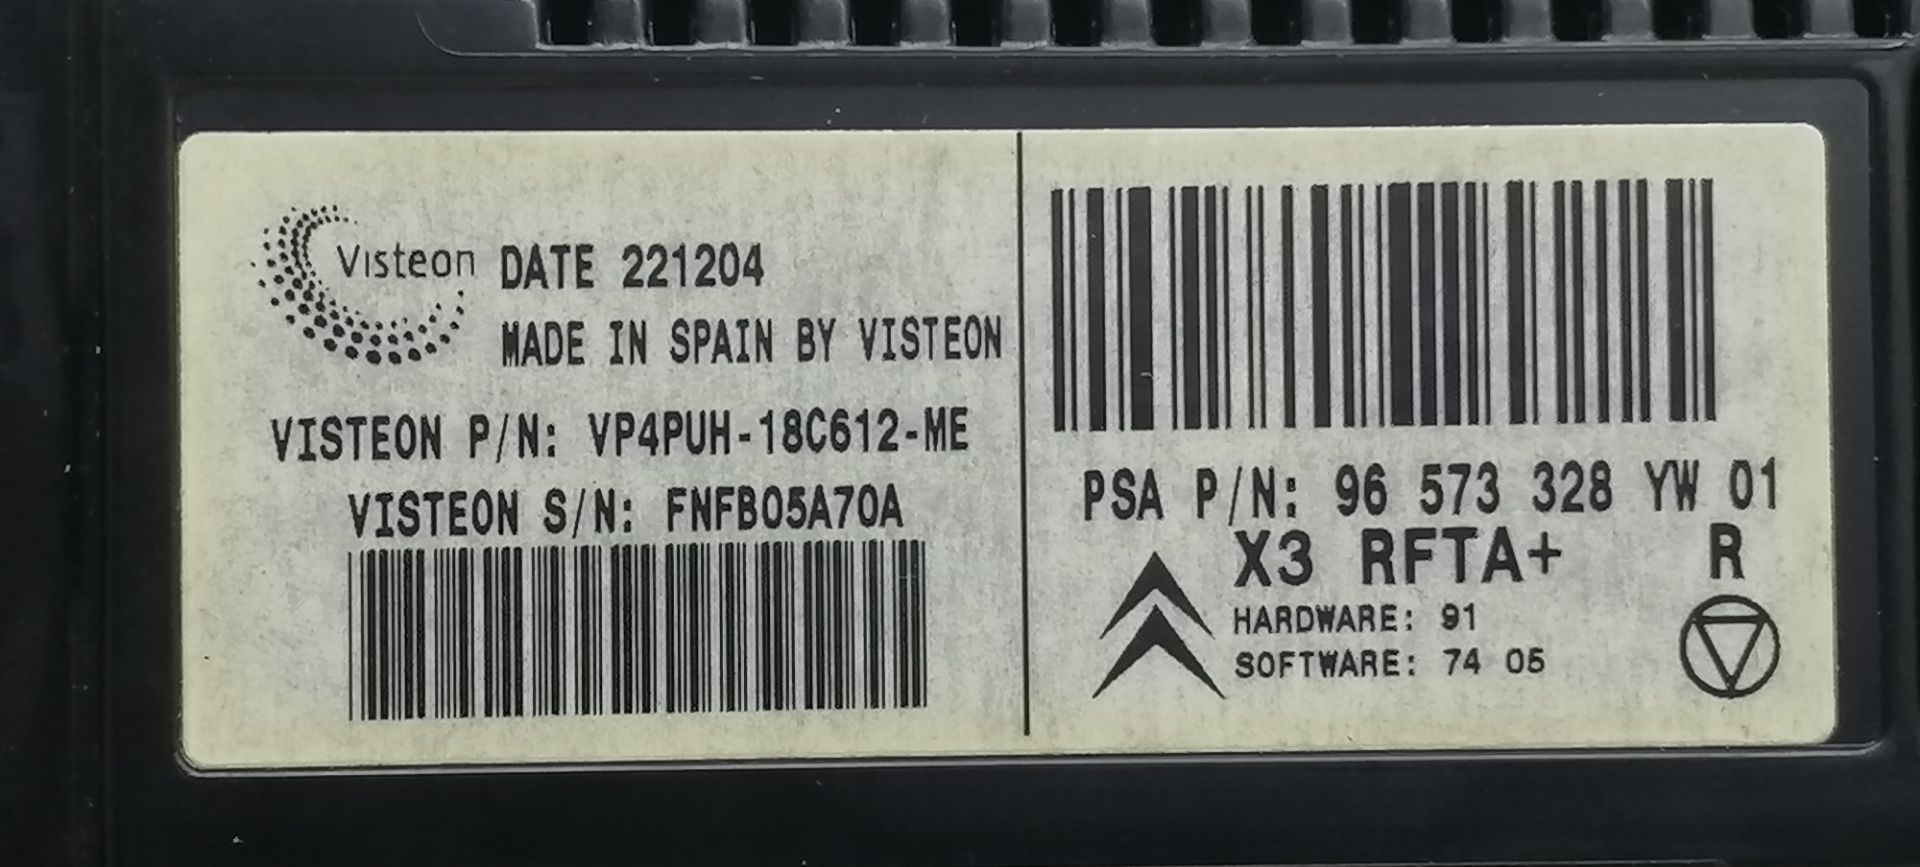 Visteon DATE 221204
MADE IN SPAIN BY VISTEON
VISTEON P/N: VP4PUH-18C612-ME
VISTEON S/N: FNFB05A70A
PSA P/N: 96 573 328 YW 01
X3 RFTA+ R
HARDWARE: 91
SOFTWARE: 74 05